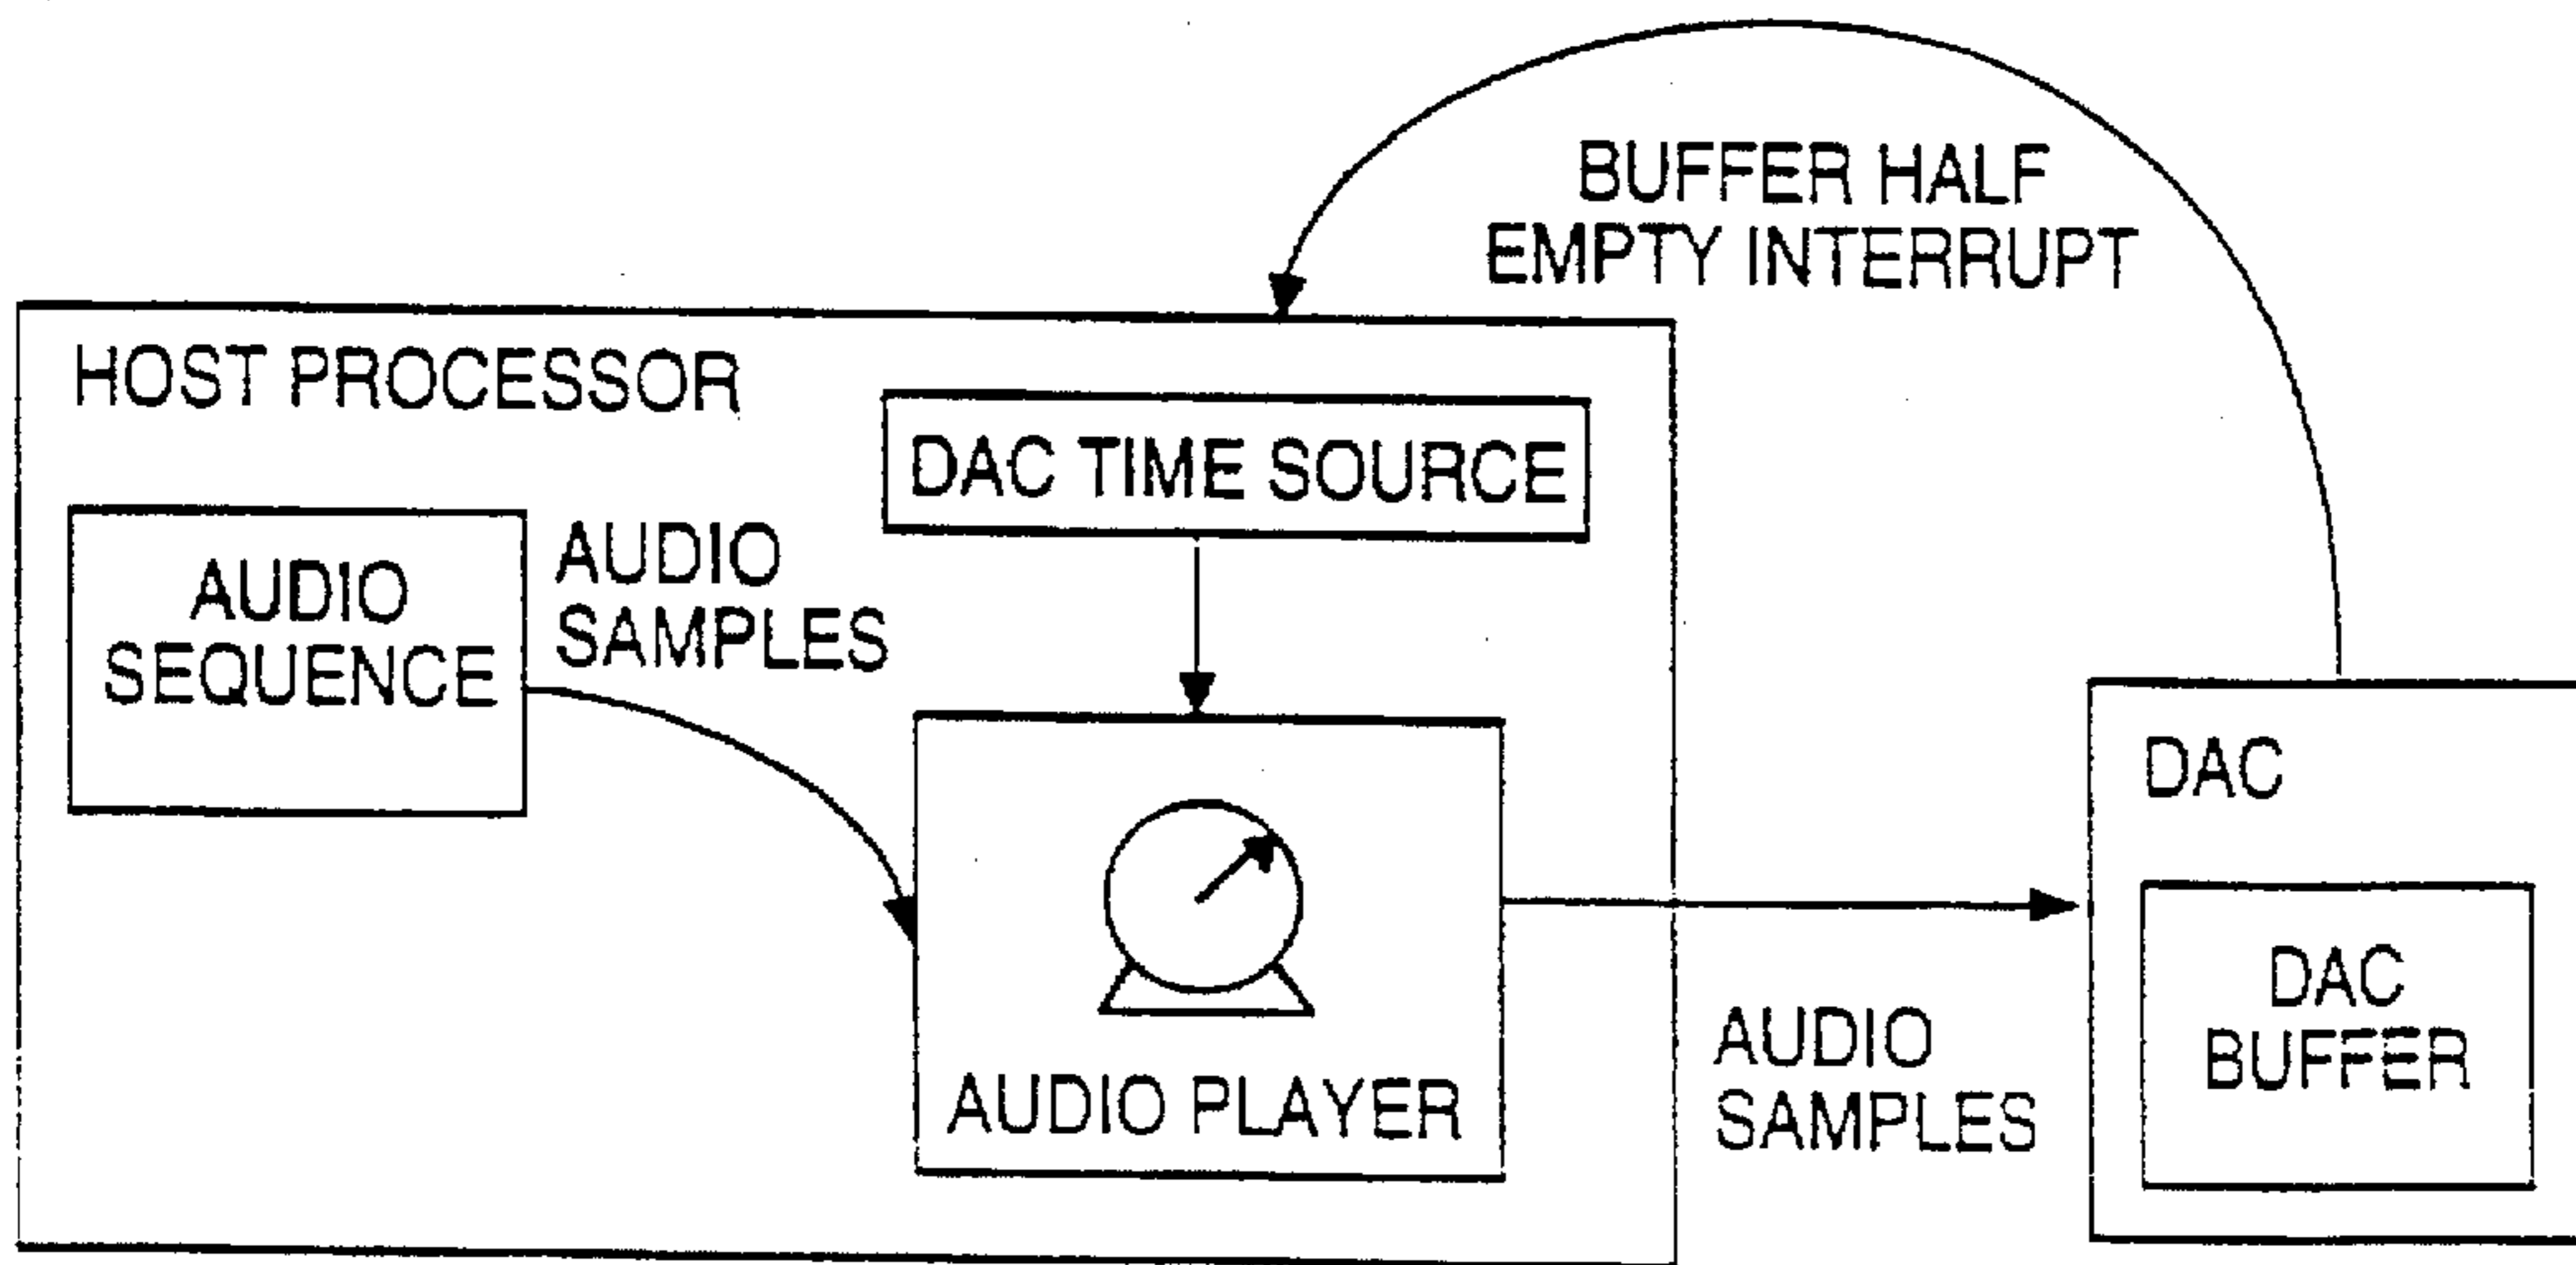 BUFFER HALF
EMPTY INTERRUPT
HOST PROCESSOR
DAC TIME SOURCE
AUDIO
SEQUENCE
AUDIO
SAMPLES
AUDIO PLAYER
AUDIO
SAMPLES
DAC
DAC
BUFFER